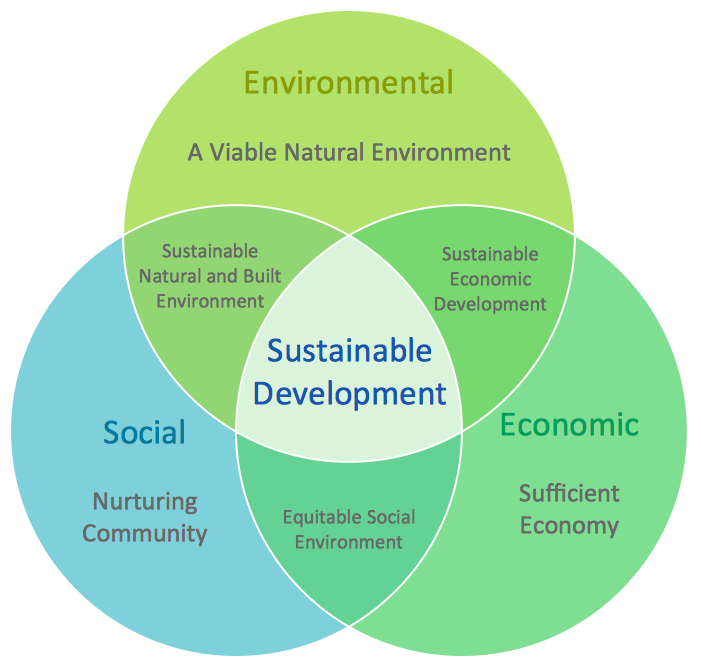 Environmental
A Viable Natural Environment
Sustainable
Natural and Built
Environment
Sustainable
Economic
Development
Sustainable
Development
Social
Nurturing
Community
Economic
Sufficient
Economy
Equitable Social
Environment